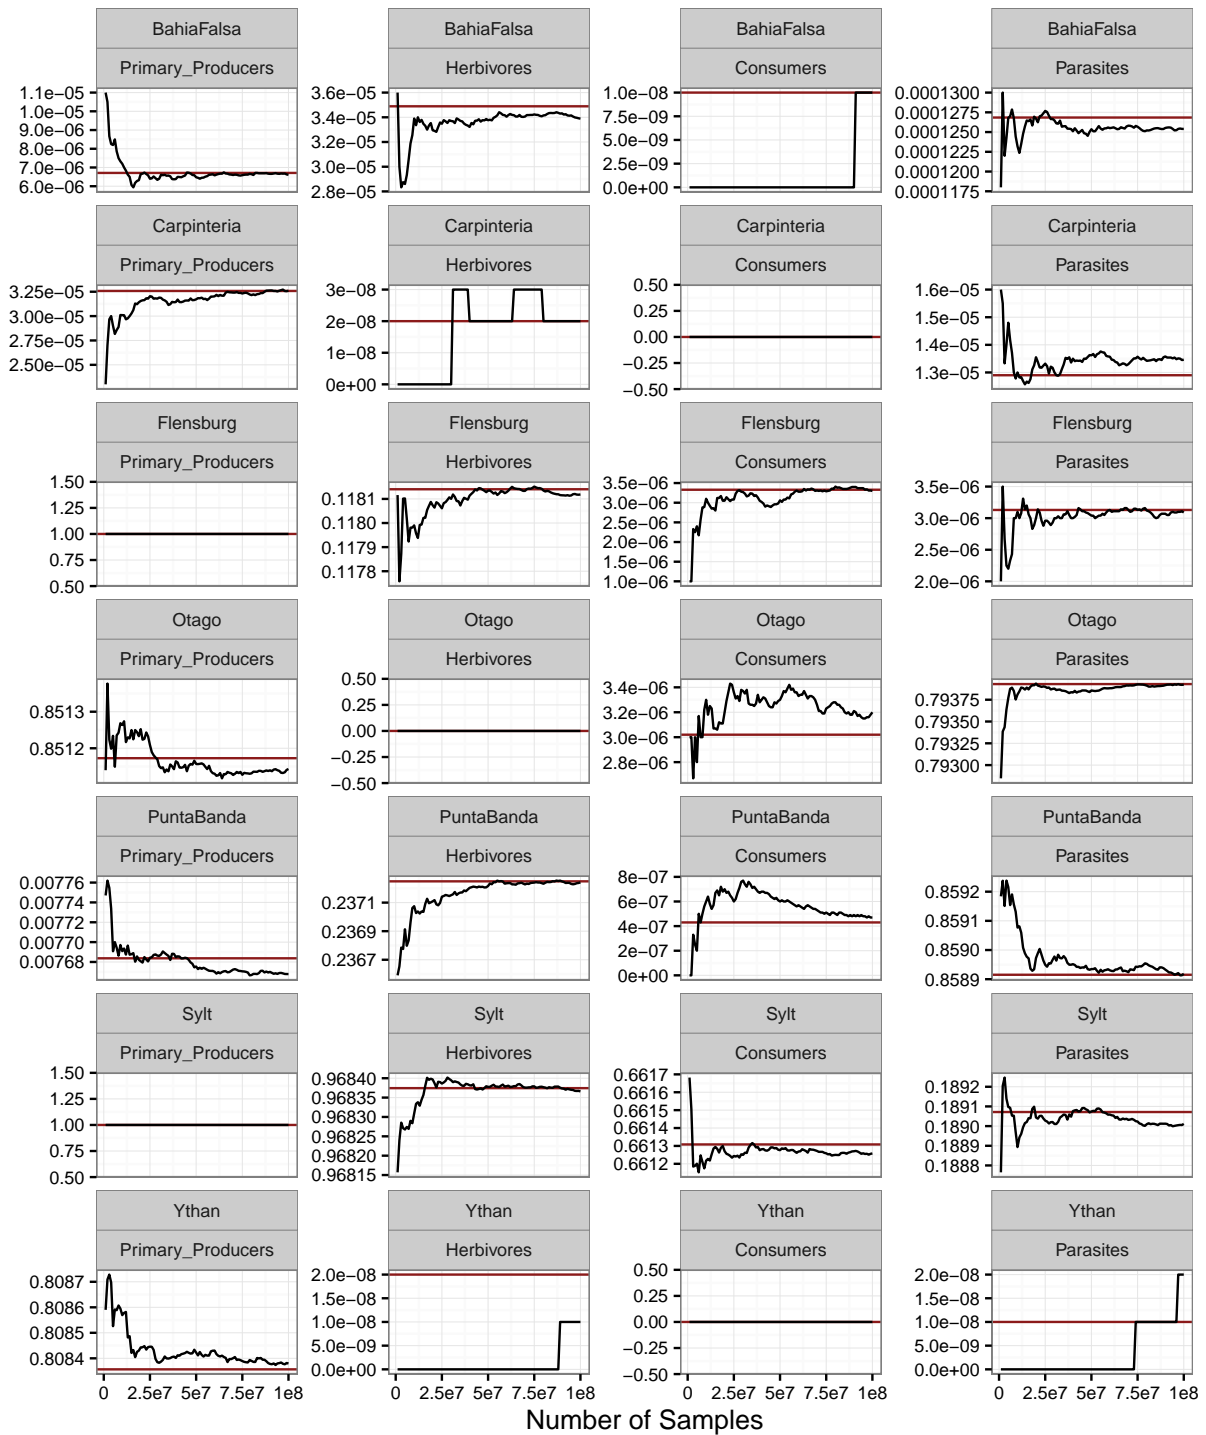 BahiaFalsa BahiaFalsa BahiaFalsa BahiaFalsa
Primary_Producers Herbivores Consumers Parasites
1.1e−05 3.6e−05 1.0e−08 0.0001300
1.0e−05 3.4e−05 7.5e−09 0.0001275
9.0e−06 3.2e−05 5.0e−09 0.0001250
8.0e−06 3.0e−05 2.5e−09 0.0001225
7.0e−06 2.8e−05 0.0e+00 0.0001200
6.0e−06 0.0001175
Carpinteria Carpinteria Carpinteria Carpinteria
Primary_Producers Herbivores Consumers Parasites
3.25e−05 3e−08 0.50 1.6e−05
3.00e−05 2e−08 0.25 1.5e−05
2.75e−05 1e−08 0.00 1.4e−05
2.50e−05 0e+00 −0.25 1.3e−05
−0.50
Flensburg Flensburg Flensburg Flensburg
Primary_Producers Herbivores Consumers Parasites
1.50 0.1181 3.5e−06 3.5e−06
1.25 0.1180 3.0e−06 3.0e−06
1.00 0.1179 2.5e−06 2.5e−06
0.75 0.1178 2.0e−06 2.0e−06
0.50 1.5e−06
1.0e−06
Otago Otago Otago Otago
Primary_Producers Herbivores Consumers Parasites
0.8513 0.50 3.4e−06 0.79375
0.8512 0.25 3.2e−06 0.79350
0.00 3.0e−06 0.79325
−0.25 2.8e−06 0.79300
−0.50
PuntaBanda PuntaBanda PuntaBanda PuntaBanda
Primary_Producers Herbivores Consumers Parasites
0.00776 0.2371 8e−07 0.8592
0.00774 0.2369 6e−07 0.8591
0.00772 0.2367 4e−07 0.8590
0.00770 2e−07 0.8589
0.00768 0e+00
Sylt Sylt Sylt Sylt
Primary_Producers Herbivores Consumers Parasites
1.50 0.96840 0.6617 0.1892
1.25 0.96835 0.6616 0.1891
1.00 0.96830 0.6615 0.1890
0.75 0.96825 0.6614 0.1889
0.50 0.96820 0.6613 0.1888
0.96815 0.6612
Ythan Ythan Ythan Ythan
Primary_Producers Herbivores Consumers Parasites
0.8087 2.0e−08 0.50 2.0e−08
0.8086 1.5e−08 0.25 1.5e−08
0.8085 1.0e−08 0.00 1.0e−08
0.8084 5.0e−09 −0.25 5.0e−09
0.0e+00 −0.50 0.0e+00
0 2.5e7 5e7 7.5e7 1e8 0 2.5e7 5e7 7.5e7 1e8 0 2.5e7 5e7 7.5e7 1e8 0 2.5e7 5e7 7.5e7 1e8
Number of Samples